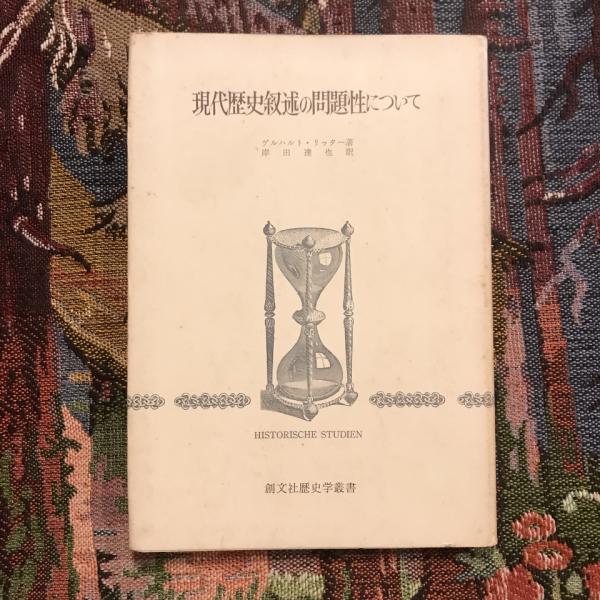 現代歴史叙述の問題性について
ゲルハルト・リッター著
岸田達也訳
HISTORISCHE STUDIEN
創文社歴史学叢書